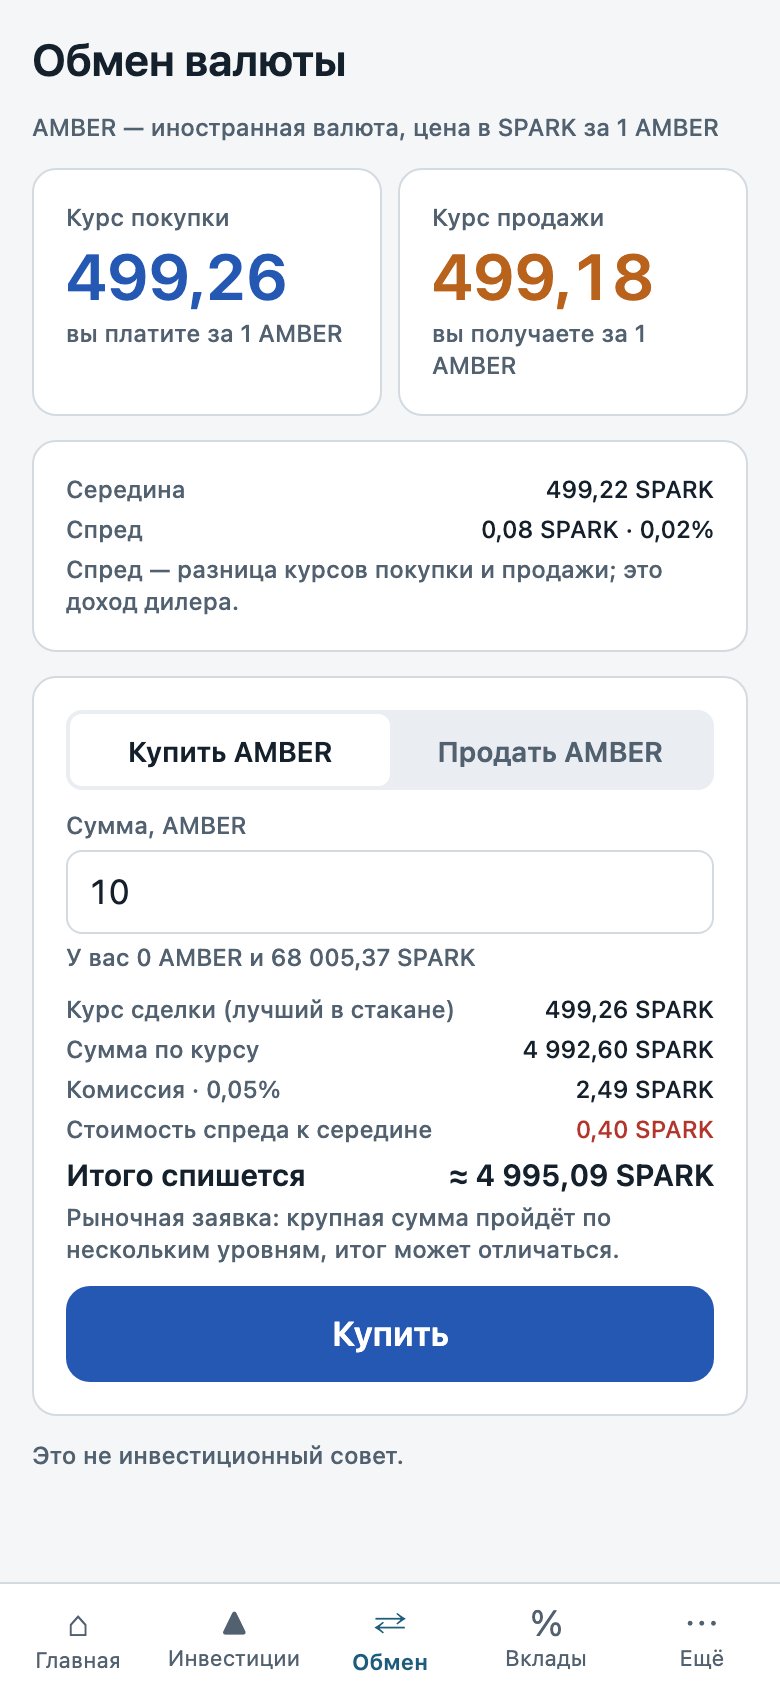 Обмен валюты
AMBER — иностранная валюта, цена в SPARK за 1 AMBER
Курс покупки
499,26
вы платите за 1 AMBER
Курс продажи
499,18
вы получаете за 1
AMBER
Середина 499,22 SPARK
Спред 0,08 SPARK · 0,02%
Спред — разница курсов покупки и продажи; это
доход дилера.
Купить AMBER Продать AMBER
Сумма, AMBER
10
У вас 0 AMBER и 68 005,37 SPARK
Курс сделки (лучший в стакане) 499,26 SPARK
Сумма по курсу 4 992,60 SPARK
Комиссия · 0,05% 2,49 SPARK
Стоимость спреда к середине 0,40 SPARK
Итого спишется ≈ 4 995,09 SPARK
Рыночная заявка: крупная сумма пройдёт по
нескольким уровням, итог может отличаться.
Купить
Это не инвестиционный совет.
Главная Инвестиции Обмен Вклады Ещё